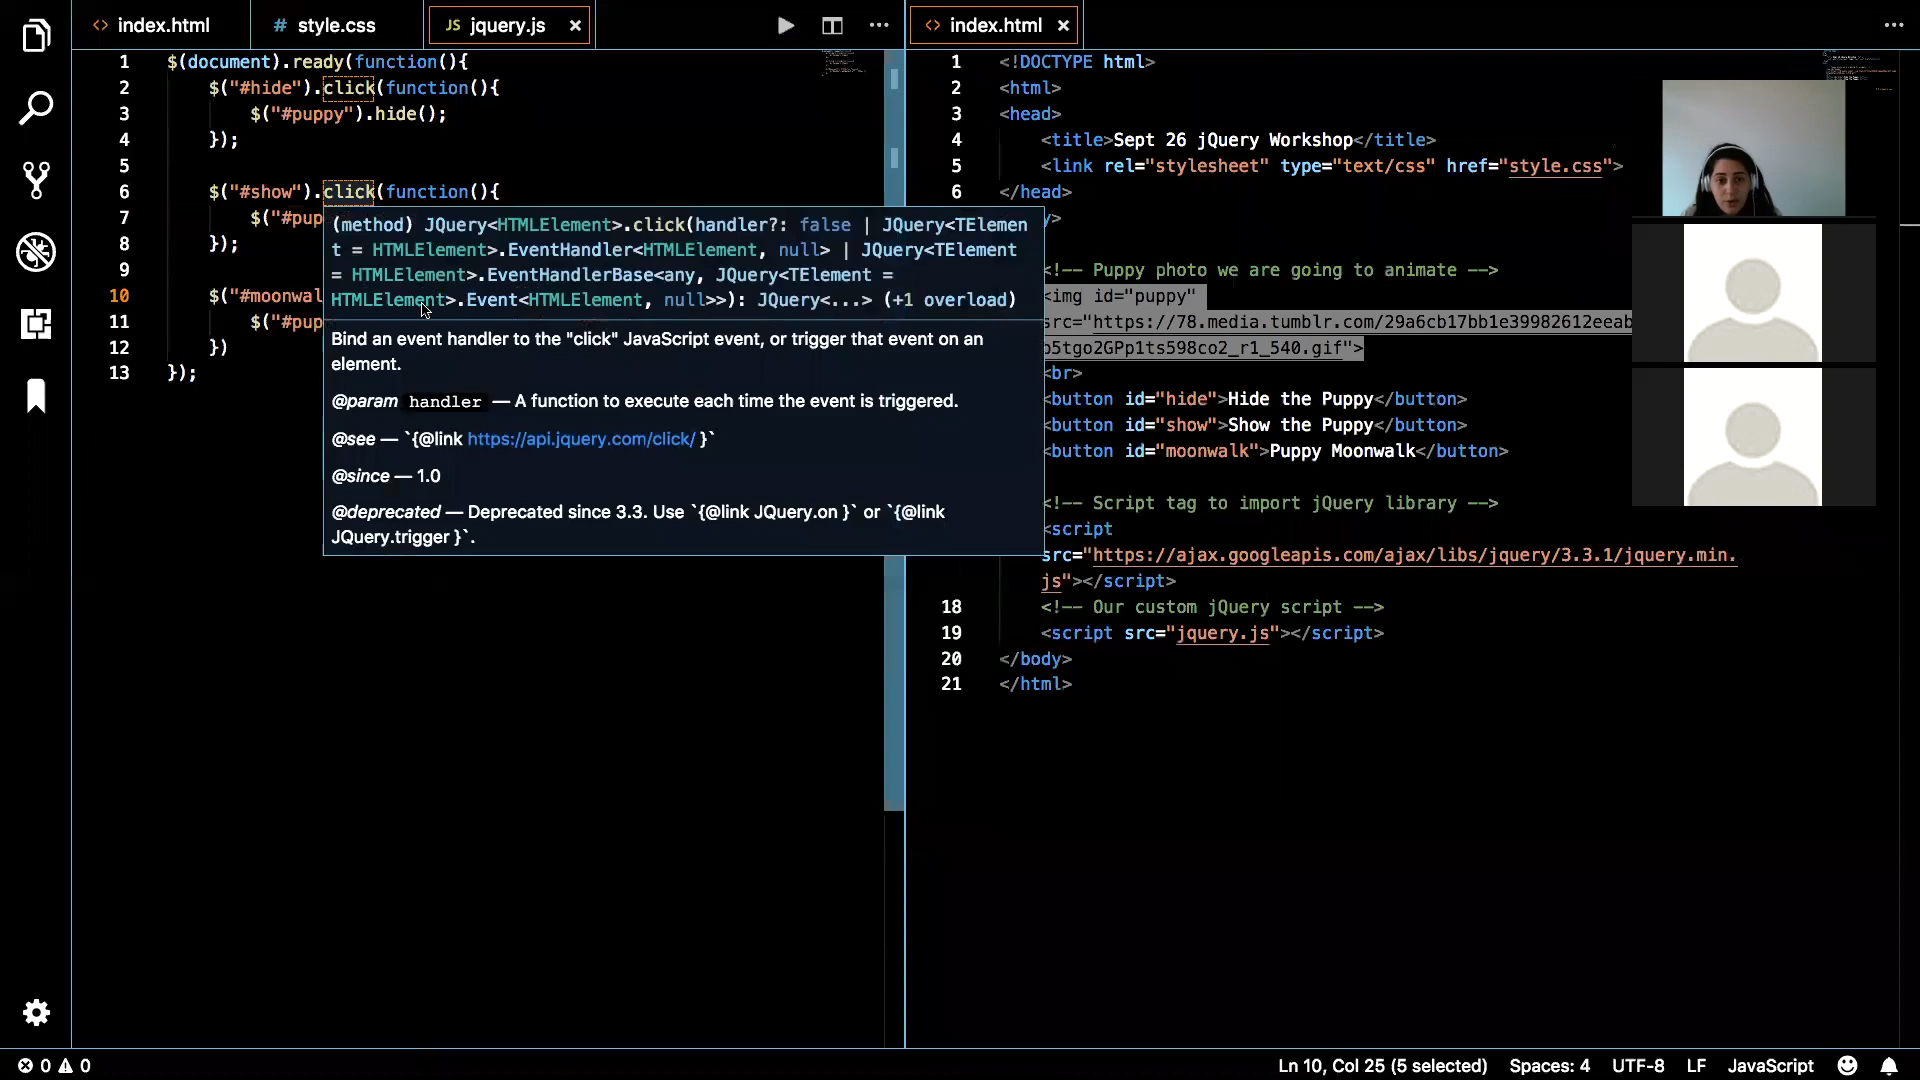 index.html
style.css
JS jquery.js
index.html
1 $(document).ready(function(){
2 $("#hide").click(function(){
3 $("#puppy").hide();
4 });
5
6 $("#show").click(function(){
7 $("#pup
8 });
9
10 $("#moonwal
11 $("#pup
12 })
13 });
(method) JQuery<HTMLElement>.click(handler?: false | JQuery<TElemen
t = HTMLElement>.EventHandler<HTMLElement, null> | JQuery<TElement
= HTMLElement>.EventHandlerBase<any, JQuery<TElement =
HTMLElement>.Event<HTMLElement, null>>): JQuery<...> (+1 overload)
Bind an event handler to the "click" JavaScript event, or trigger that event on an
element.
@param handler — A function to execute each time the event is triggered.
@see — `{@link https://api.jquery.com/click/ }`
@since — 1.0
@deprecated — Deprecated since 3.3. Use `{@link JQuery.on }` or `{@link
JQuery.trigger }`.
1 <!DOCTYPE html>
2 <html>
3 <head>
4 <title>Sept 26 jQuery Workshop</title>
5 <link rel="stylesheet" type="text/css" href="style.css">
6 </head>
y>
<!-- Puppy photo we are going to animate -->
<img id="puppy"
src="https://78.media.tumblr.com/29a6cb17bb1e39982612eeab
b5tgo2GPp1ts598co2_r1_540.gif">
<br>
<button id="hide">Hide the Puppy</button>
<button id="show">Show the Puppy</button>
<button id="moonwalk">Puppy Moonwalk</button>
<!-- Script tag to import jQuery library -->
<script
src="https://ajax.googleapis.com/ajax/libs/jquery/3.3.1/jquery.min.
js"></script>
18 <!-- Our custom jQuery script -->
19 <script src="jquery.js"></script>
20 </body>
21 </html>
0 0
Ln 10, Col 25 (5 selected) Spaces: 4 UTF-8 LF JavaScript